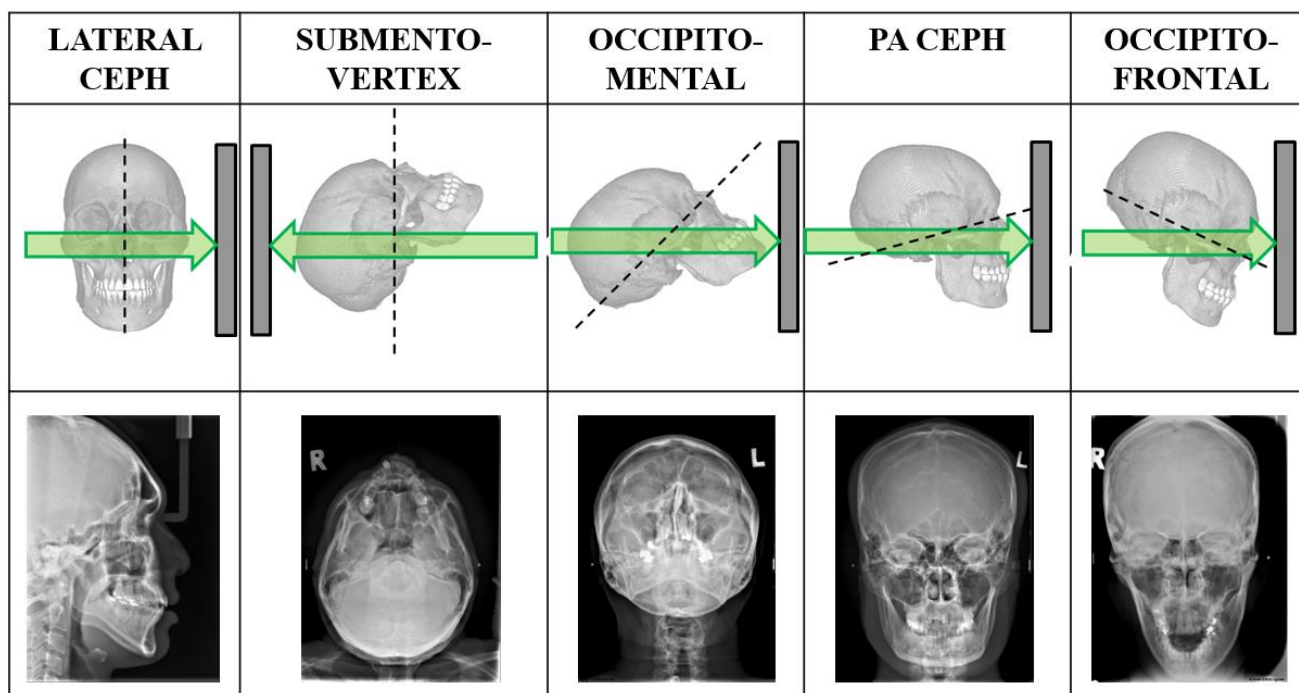 LATERAL
CEPH
SUBMENTO-
VERTEX
OCCIPITO-
MENTAL
PA CEPH
OCCIPITO-
FRONTAL
R
L
L
R